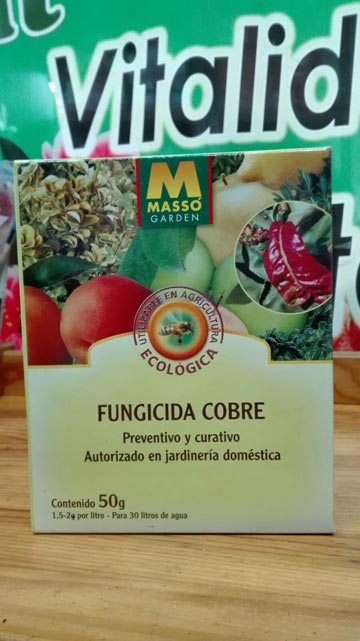 Vitalid
M
MASSÓ
GARDEN
UTILIZABLE EN AGRICULTURA
ECOLÓGICA
FUNGICIDA COBRE
Preventivo y curativo
Autorizado en jardinería doméstica
Contenido 50g
1,5-2g por litro - Para 30 litros de agua